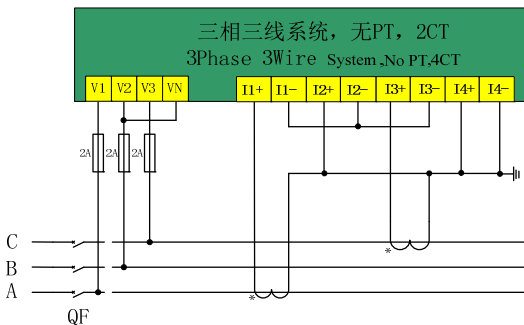 三相三线系统，无PT，2CT
3Phase 3Wire System,No PT,4CT
V1 V2 V3 VN I1+ I1- I2+ I2- I3+ I3- I4+ I4-
2A 2A 2A
C
*
B
A
*
QF